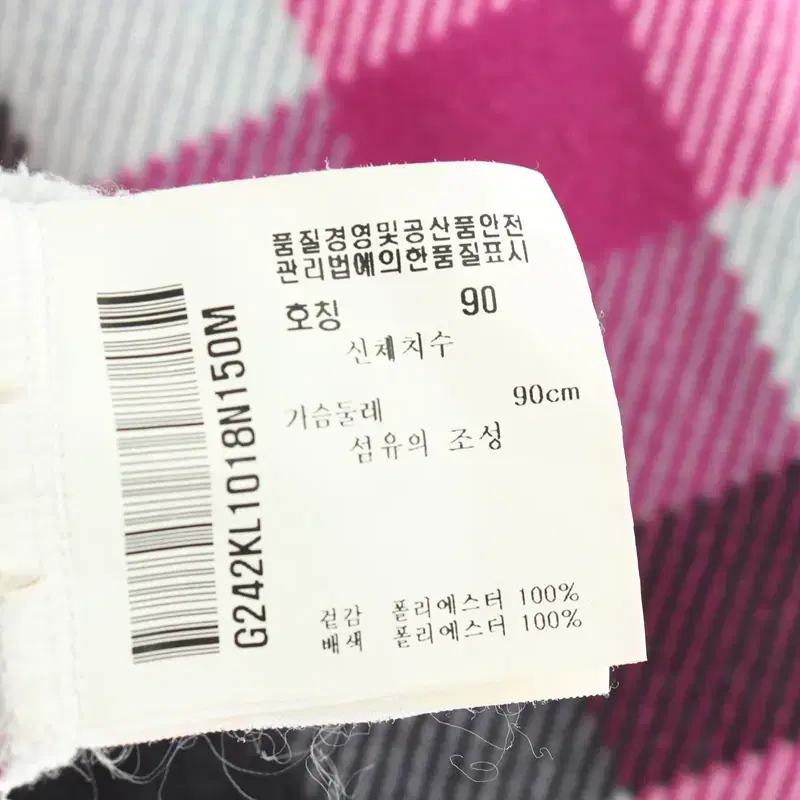 품질경영및공산품안전
관리법에의한품질표시
호칭 90
신체치수
가슴둘레 90cm
섬유의 조성
겉감 폴리에스터 100%
배색 폴리에스터 100%
G242KL1018N150M